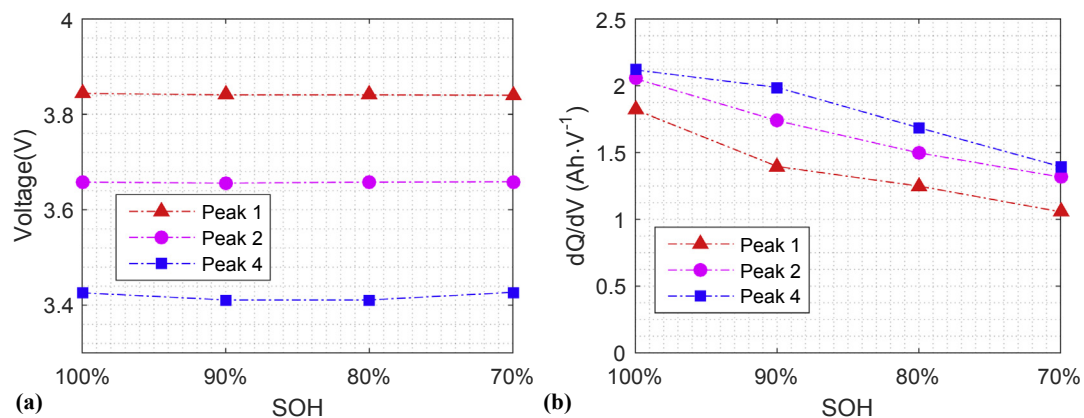 4
3.8
3.6
3.4
Voltage(V)
Peak 1
Peak 2
Peak 4
100%
90%
80%
70%
SOH
(a)
2.5
2
1.5
1
0.5
0
dQ/dV (Ah·V⁻¹)
Peak 1
Peak 2
Peak 4
100%
90%
80%
70%
SOH
(b)